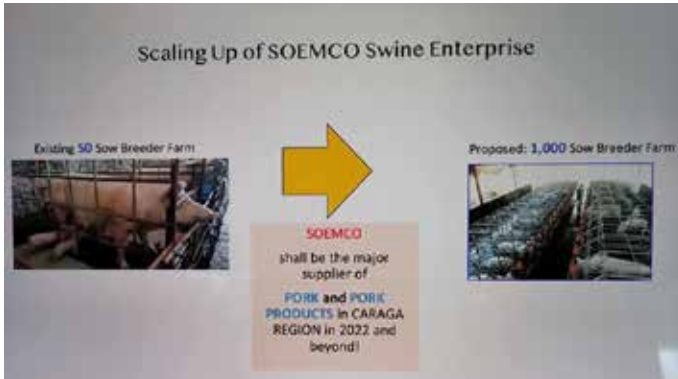 Scaling Up of SOEMCO Swine Enterprise
Existing 50 Sow Breeder Farm
Proposed: 1,000 Sow Breeder Farm
SOEMCO
shall be the major
supplier of
PORK and PORK
PRODUCTS in CARAGA
REGION in 2022 and
beyond!